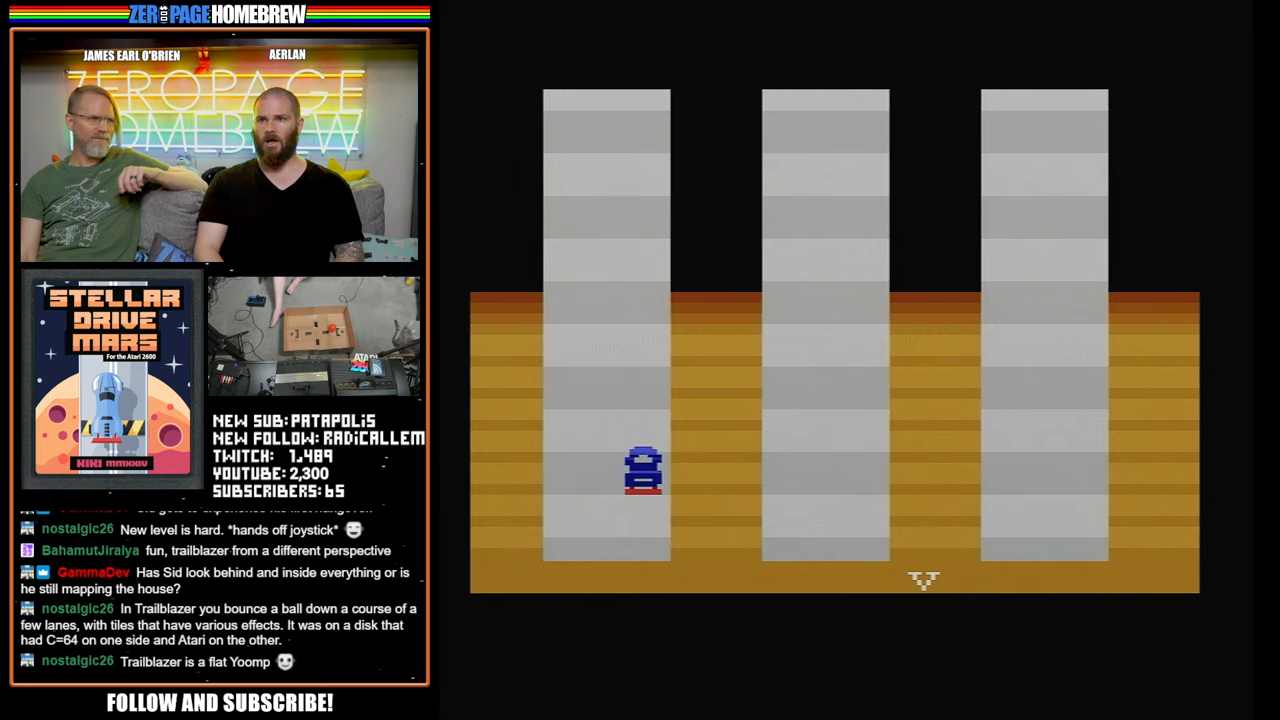 ZEROPAGE HOMEBREW
JAMES EARL O'BRIEN
AERLAN
ZEROPAGE
HOMEBREW
STELLAR
DRIVE
MARS
For the Atari 2600
KIKI MMXXIV
NEW SUB: PATAPOLIS
NEW FOLLOW: RADICALLEM
TWITCH: 1,489
YOUTUBE: 2,300
SUBSCRIBERS: 65
nostalgic26 New level is hard. *hands off joystick*
BahamutJiraiya fun, trailblazer from a different perspective
GammaDev Has Sid look behind and inside everything or is
he still mapping the house?
nostalgic26 In Trailblazer you bounce a ball down a course of a
few lanes, with tiles that have various effects. It was on a disk that
had C=64 on one side and Atari on the other.
nostalgic26 Trailblazer is a flat Yoomp
FOLLOW AND SUBSCRIBE!